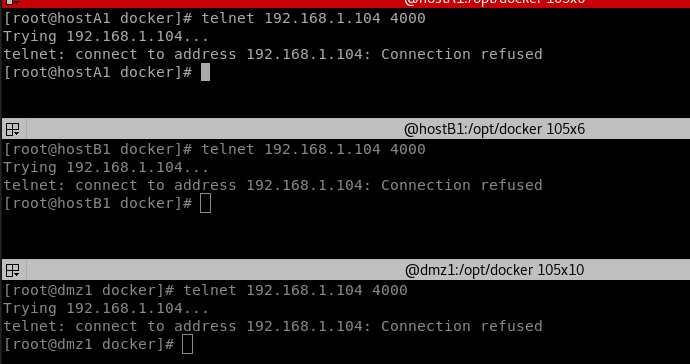 @hostA1:/opt/docker 105x6
[root@hostA1 docker]# telnet 192.168.1.104 4000
Trying 192.168.1.104...
telnet: connect to address 192.168.1.104: Connection refused
[root@hostA1 docker]#
@hostB1:/opt/docker 105x6
[root@hostB1 docker]# telnet 192.168.1.104 4000
Trying 192.168.1.104...
telnet: connect to address 192.168.1.104: Connection refused
[root@hostB1 docker]#
@dmz1:/opt/docker 105x10
[root@dmz1 docker]# telnet 192.168.1.104 4000
Trying 192.168.1.104...
telnet: connect to address 192.168.1.104: Connection refused
[root@dmz1 docker]#